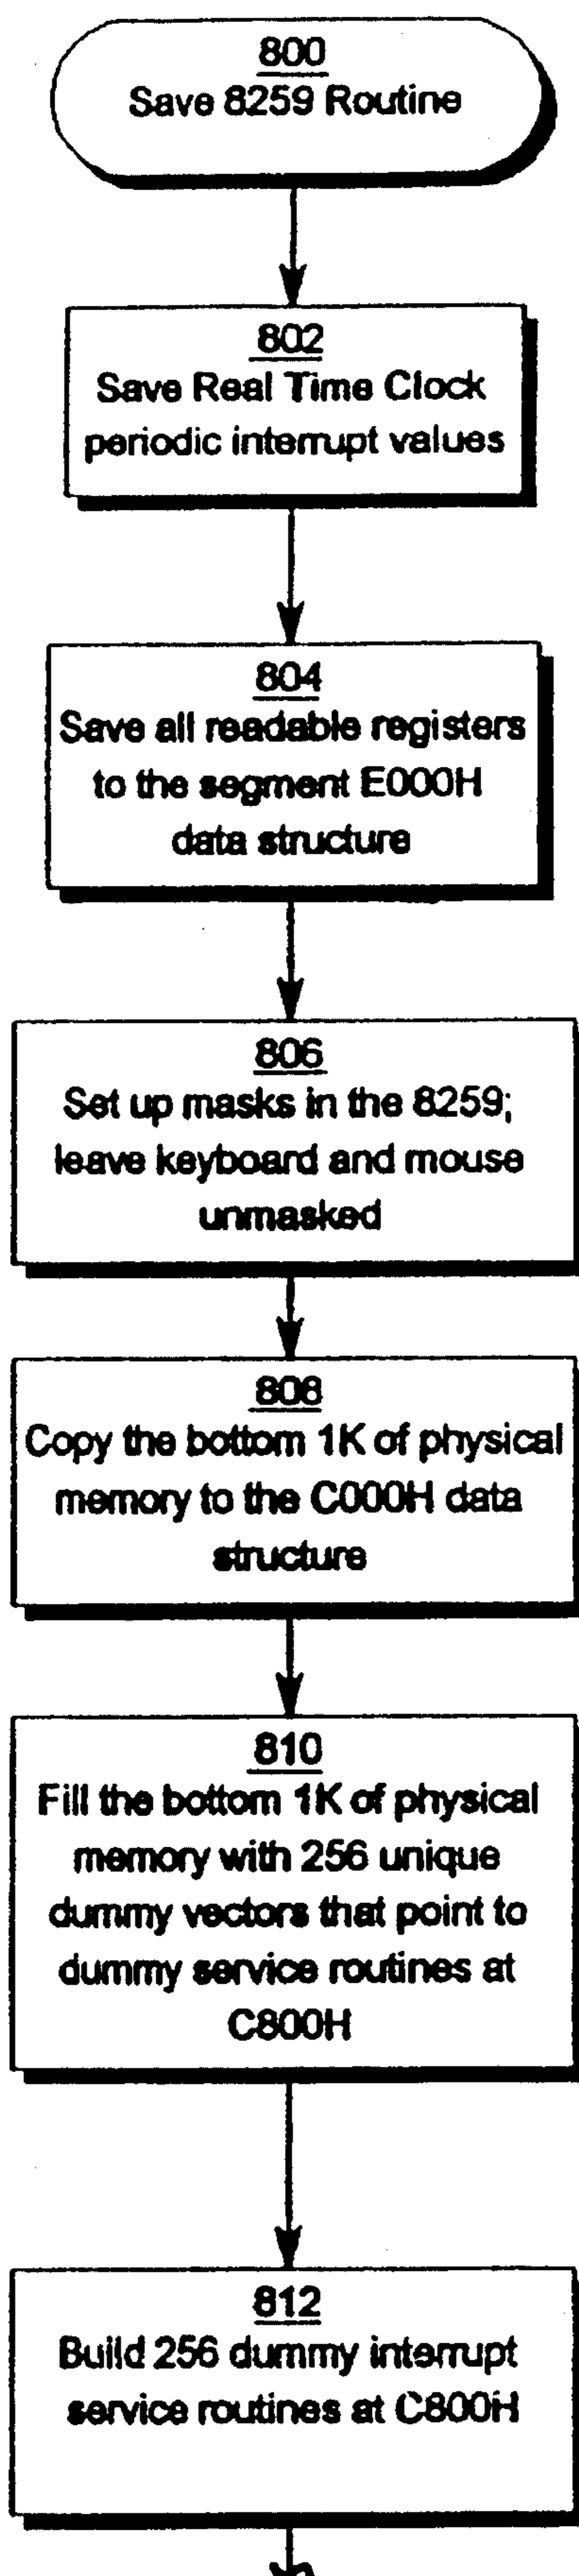 800
Save 8259 Routine
802
Save Real Time Clock
periodic interrupt values
804
Save all readable registers
to the segment E000H
data structure
806
Set up masks in the 8259;
leave keyboard and mouse
unmasked
808
Copy the bottom 1K of physical
memory to the C000H data
structure
810
Fill the bottom 1K of physical
memory with 256 unique
dummy vectors that point to
dummy service routines at
C800H
812
Build 256 dummy interrupt
service routines at C800H